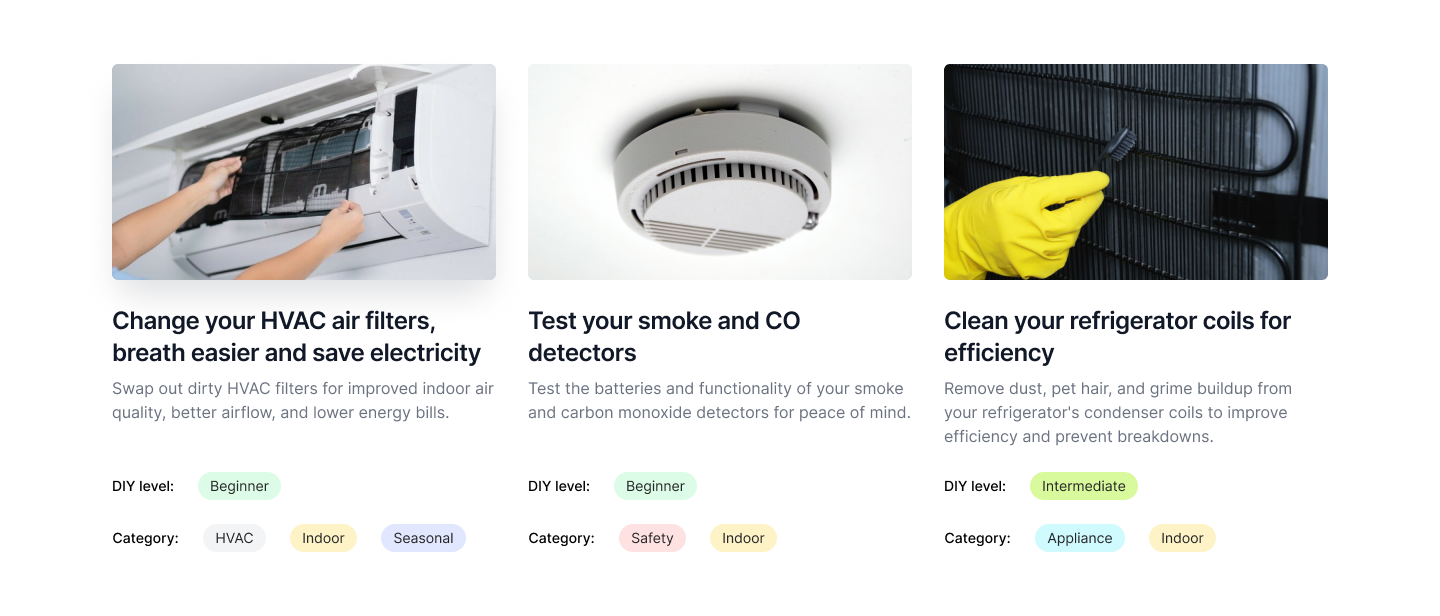 Change your HVAC air filters,
breath easier and save electricity
Swap out dirty HVAC filters for improved indoor air
quality, better airflow, and lower energy bills.
DIY level: Beginner
Category: HVAC Indoor Seasonal
Test your smoke and CO
detectors
Test the batteries and functionality of your smoke
and carbon monoxide detectors for peace of mind.
DIY level: Beginner
Category: Safety Indoor
Clean your refrigerator coils for
efficiency
Remove dust, pet hair, and grime buildup from
your refrigerator's condenser coils to improve
efficiency and prevent breakdowns.
DIY level: Intermediate
Category: Appliance Indoor